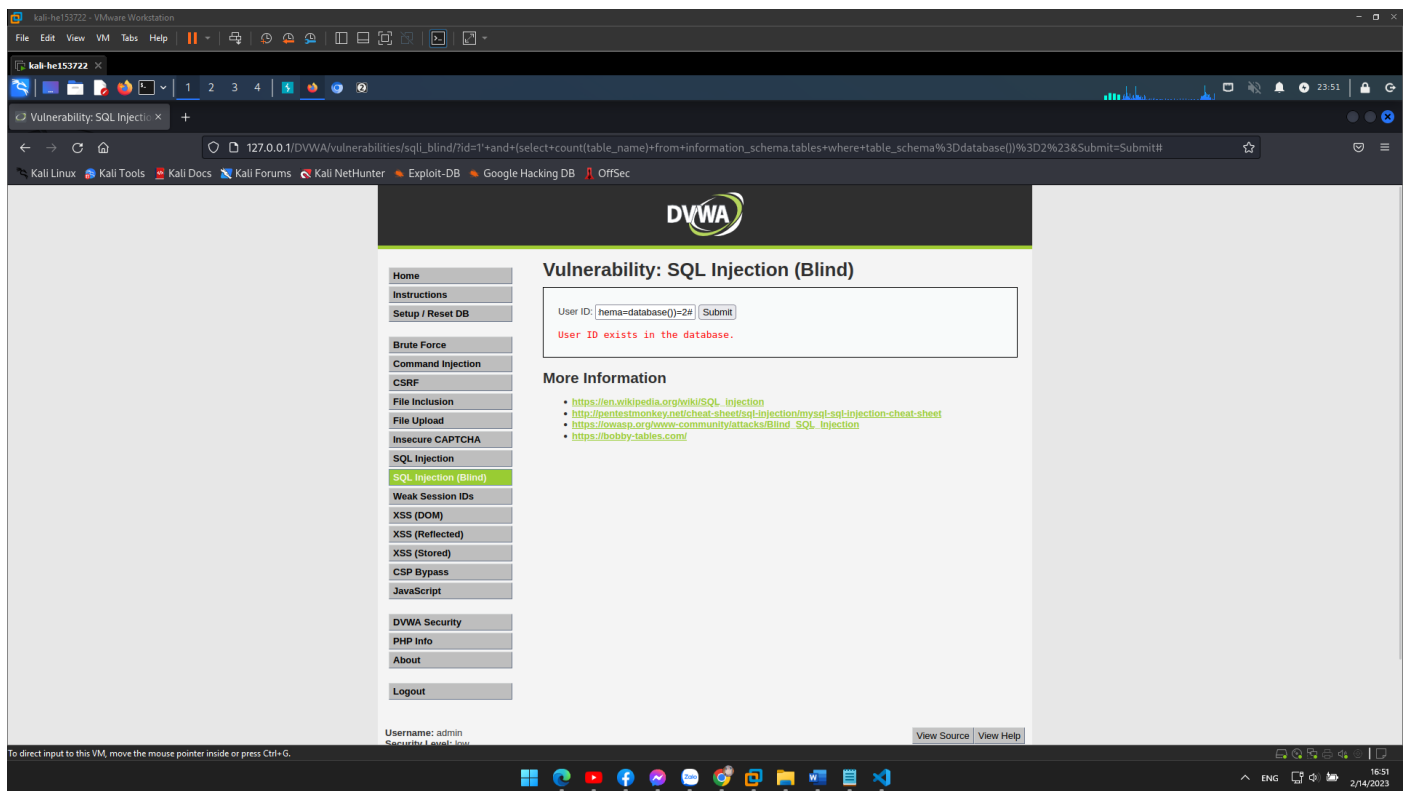 kali-he153722 - VMware Workstation
File Edit View VM Tabs Help
kali-he153722
1 2 3 4 23:51
Vulnerability: SQL Injectio
127.0.0.1/DVWA/vulnerabilities/sqli_blind/?id=1'+and+(select+count(table_name)+from+information_schema.tables+where+table_schema%3Ddatabase())%3D2%23&Submit=Submit#
Kali Linux Kali Tools Kali Docs Kali Forums Kali NetHunter Exploit-DB Google Hacking DB OffSec
DVWA
Home
Instructions
Setup / Reset DB
Brute Force
Command Injection
CSRF
File Inclusion
File Upload
Insecure CAPTCHA
SQL Injection
SQL Injection (Blind)
Weak Session IDs
XSS (DOM)
XSS (Reflected)
XSS (Stored)
CSP Bypass
JavaScript
DVWA Security
PHP Info
About
Logout
Vulnerability: SQL Injection (Blind)
User ID: hema=database())=2# Submit
User ID exists in the database.
More Information
https://en.wikipedia.org/wiki/SQL_injection
http://pentestmonkey.net/cheat-sheet/sql-injection/mysql-sql-injection-cheat-sheet
https://owasp.org/www-community/attacks/Blind_SQL_Injection
https://bobby-tables.com/
Username: admin
Security Level: low
View Source View Help
To direct input to this VM, move the mouse pointer inside or press Ctrl+G.
Zalo
ENG
16:51
2/14/2023